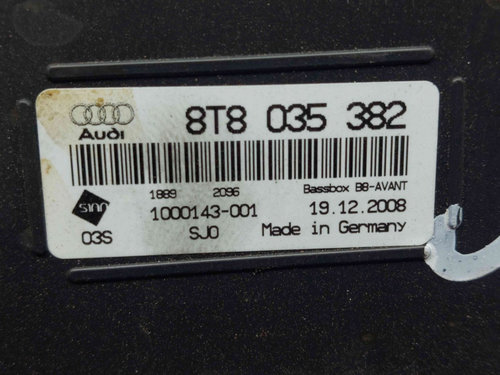 8T8 035 382
Audi
1889 2096 Bassbox B8-AVANT
1000143-001 19.12.2008
03S SJ0 Made in Germany